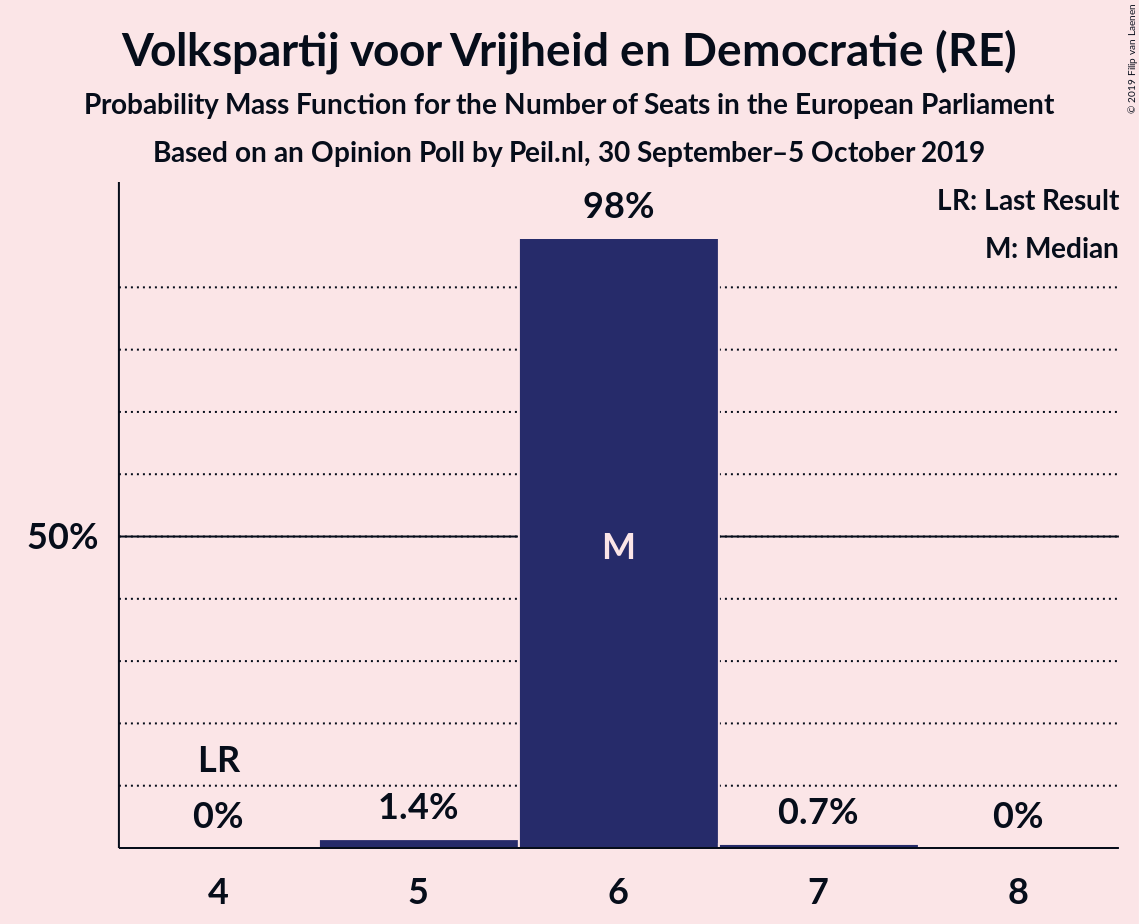 Volkspartij voor Vrijheid en Democratie (RE)
Probability Mass Function for the Number of Seats in the European Parliament
Based on an Opinion Poll by Peil.nl, 30 September–5 October 2019
© 2019 Filip van Laenen
LR: Last Result
M: Median
98%
50%
M
LR
0%
1.4%
0.7%
0%
4 5 6 7 8